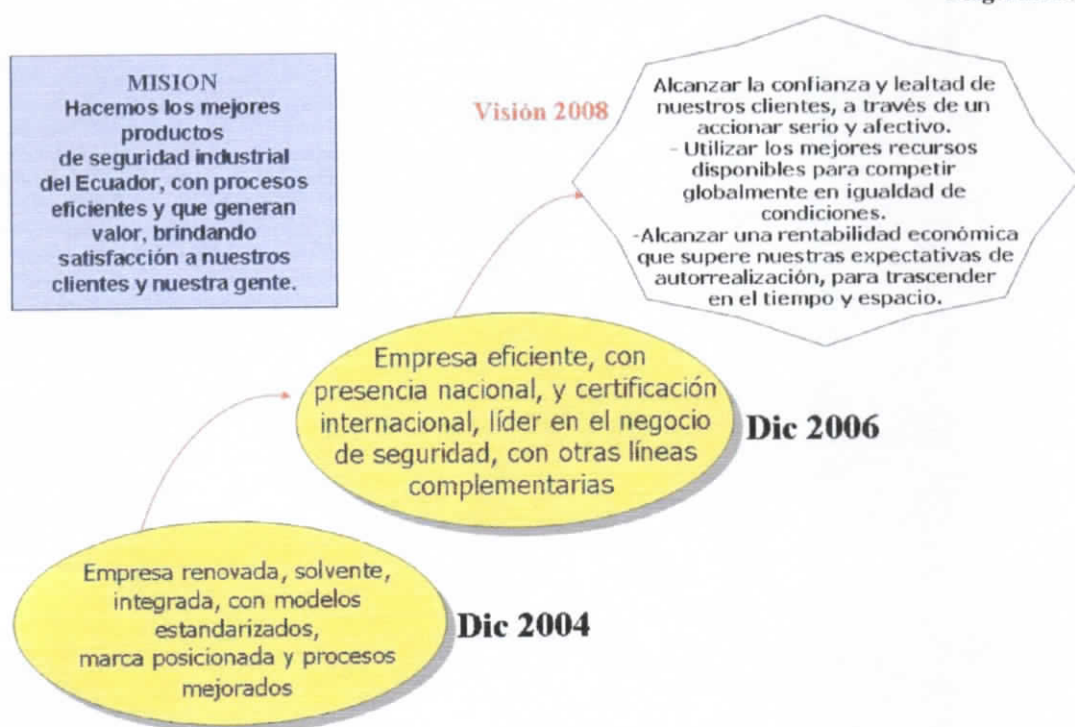 MISION
Hacemos los mejores
productos
de seguridad industrial
del Ecuador, con procesos
eficientes y que generan
valor, brindando
satisfacción a nuestros
clientes y nuestra gente.
Visión 2008
Alcanzar la confianza y lealtad de
nuestros clientes, a través de un
accionar serio y afectivo.
- Utilizar los mejores recursos
disponibles para competir
globalmente en igualdad de
condiciones.
-Alcanzar una rentabilidad económica
que supere nuestras expectativas de
autorrealización, para trascender
en el tiempo y espacio.
Empresa eficiente, con
presencia nacional, y certificación
internacional, líder en el negocio
de seguridad, con otras líneas
complementarias
Dic 2006
Empresa renovada, solvente,
integrada, con modelos
estandarizados,
marca posicionada y procesos
mejorados
Dic 2004